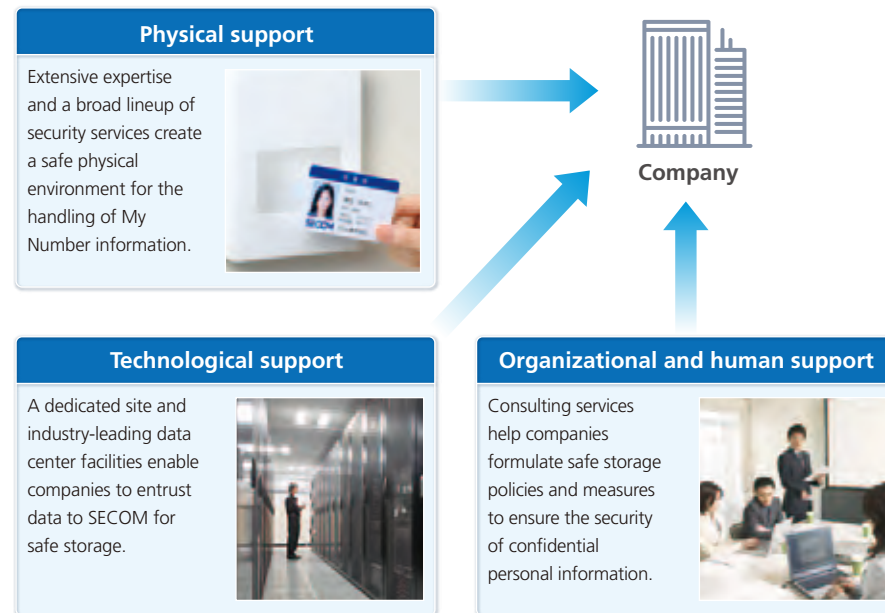 Physical support
Extensive expertise
and a broad lineup of
security services create
a safe physical
environment for the
handling of My
Number information.
SECOM
Company
Technological support
A dedicated site and
industry-leading data
center facilities enable
companies to entrust
data to SECOM for
safe storage.
Organizational and human support
Consulting services
help companies
formulate safe storage
policies and measures
to ensure the security
of confidential
personal information.